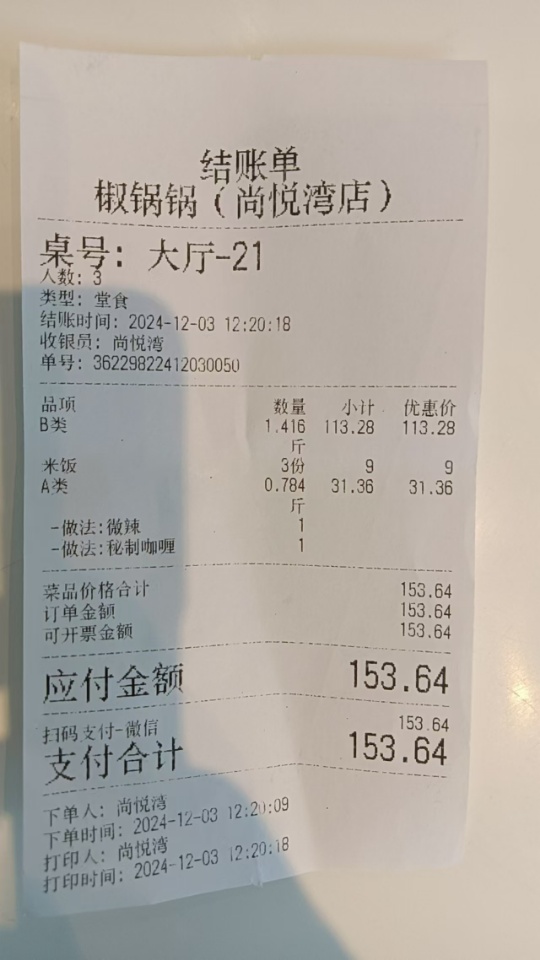 结账单
椒锅锅(尚悦湾店)
桌号: 大厅-21
人数: 3
类型: 堂食
结账时间: 2024-12-03 12:20:18
收银员: 尚悦湾
单号: 36229822412030050
品项 数量 小计 优惠价
B类 1.416 113.28 113.28
斤
米饭 3份 9 9
A类 0.784 31.36 31.36
斤
-做法:微辣 1
-做法:秘制咖喱 1
菜品价格合计 153.64
订单金额 153.64
可开票金额 153.64
应付金额 153.64
扫码支付-微信 153.64
支付合计 153.64
下单人: 尚悦湾
下单时间: 2024-12-03 12:20:09
打印人: 尚悦湾
打印时间: 2024-12-03 12:20:18